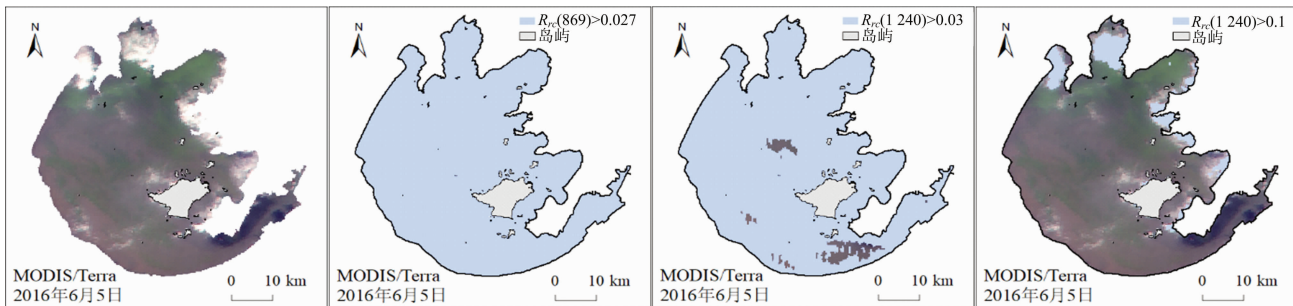 N
MODIS/Terra
2016年6月5日
0 10 km
N
Rrc(869)>0.027
岛屿
MODIS/Terra
2016年6月5日
0 10 km
N
Rrc(1 240)>0.03
岛屿
MODIS/Terra
2016年6月5日
0 10 km
N
Rrc(1 240)>0.1
岛屿
MODIS/Terra
2016年6月5日
0 10 km